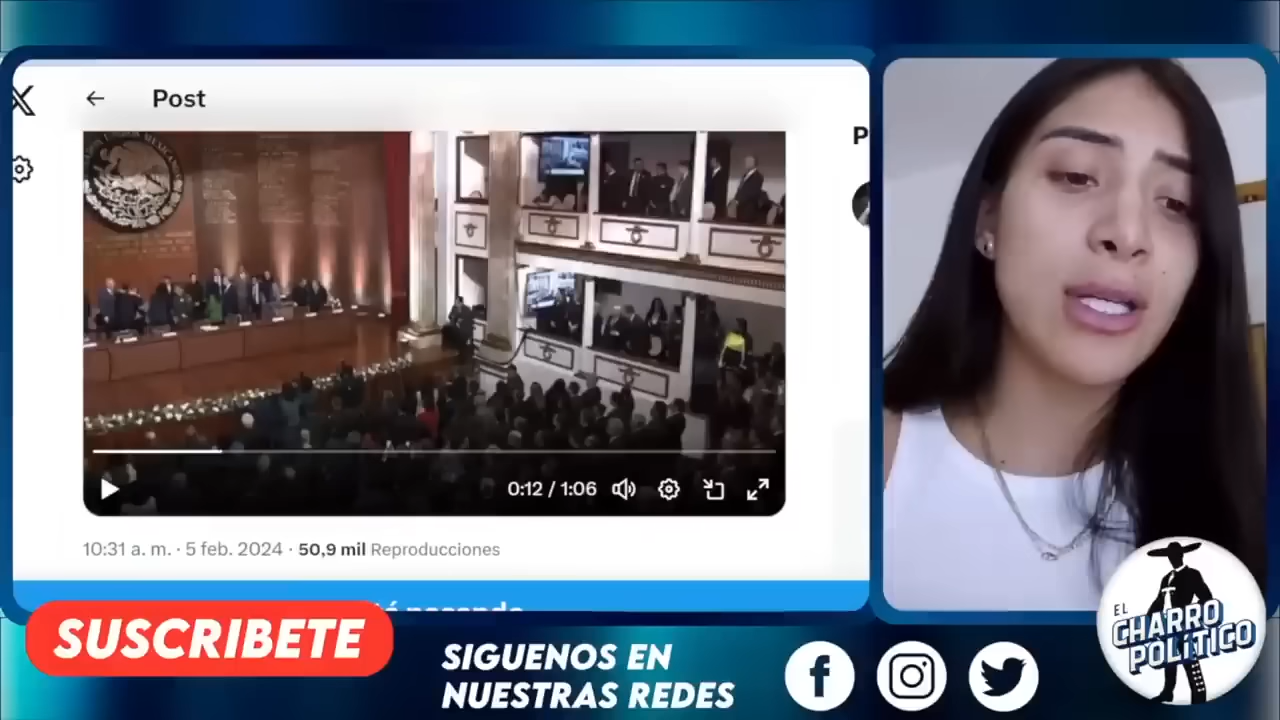 Post
P
0:12 / 1:06
10:31 a. m. · 5 feb. 2024 · 50,9 mil Reproducciones
SUSCRIBETE
SIGUENOS EN
NUESTRAS REDES
EL
CHARRO
POLÍTICO